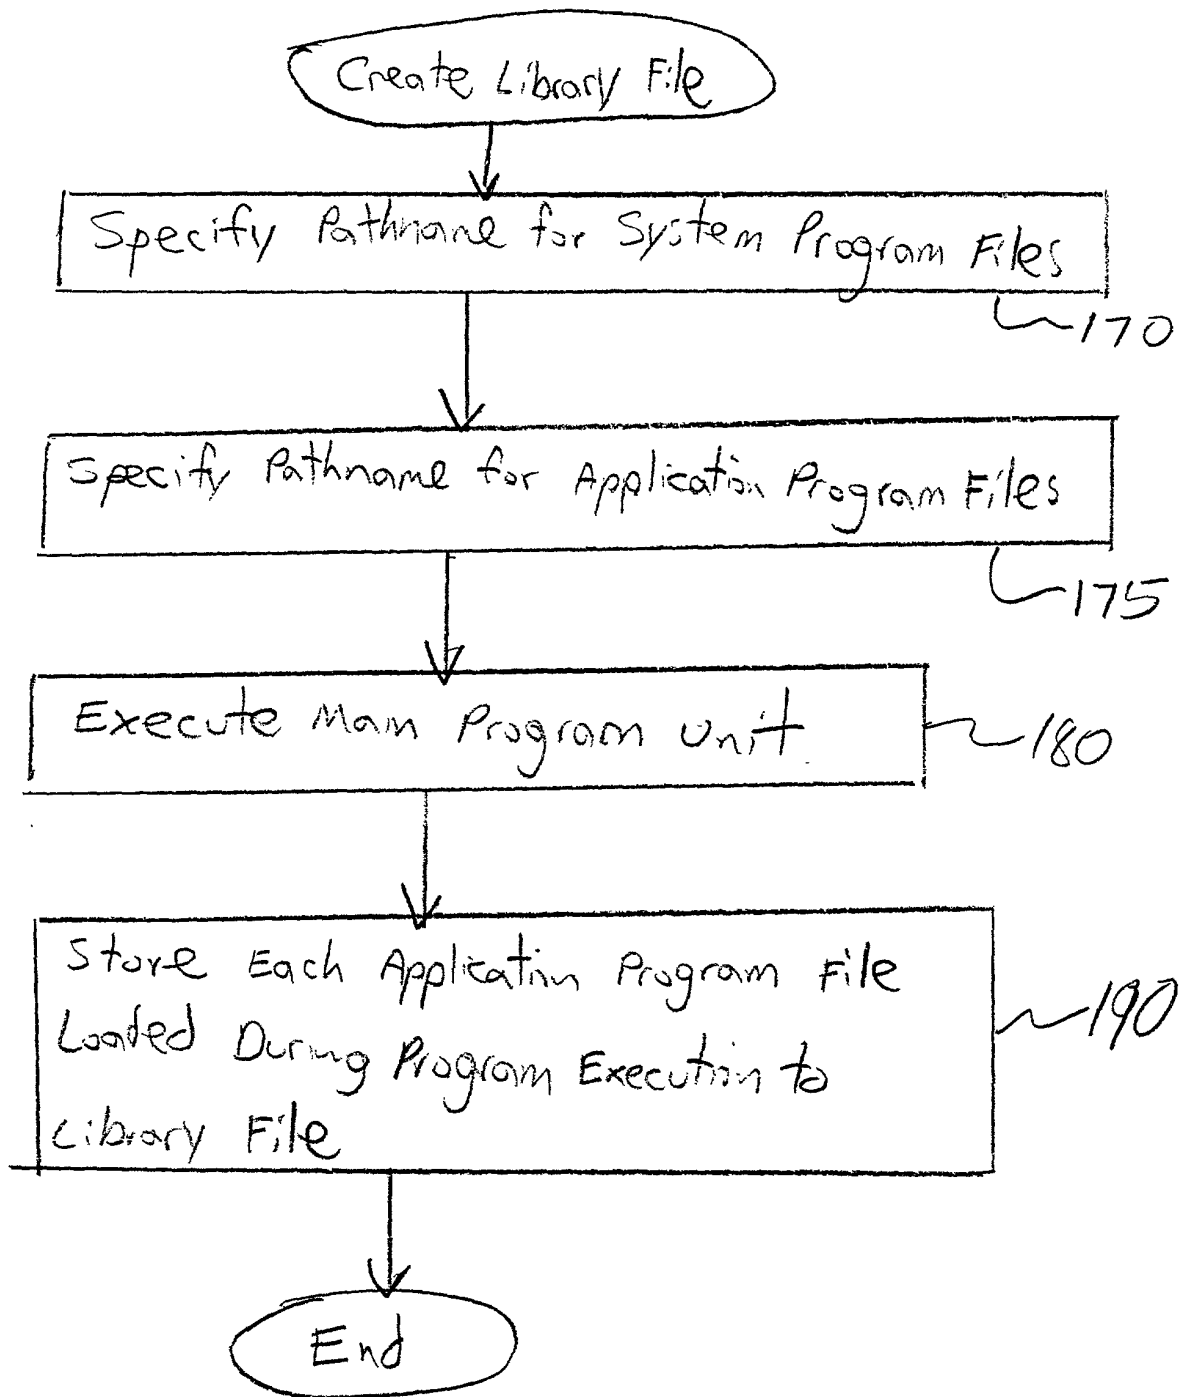 Create Library File
Specify Pathname for System Program Files
170
Specify Pathname for Application Program Files
175
Execute Main Program Unit
180
Store Each Application Program File
190
Loaded During Program Execution to
Library File
End